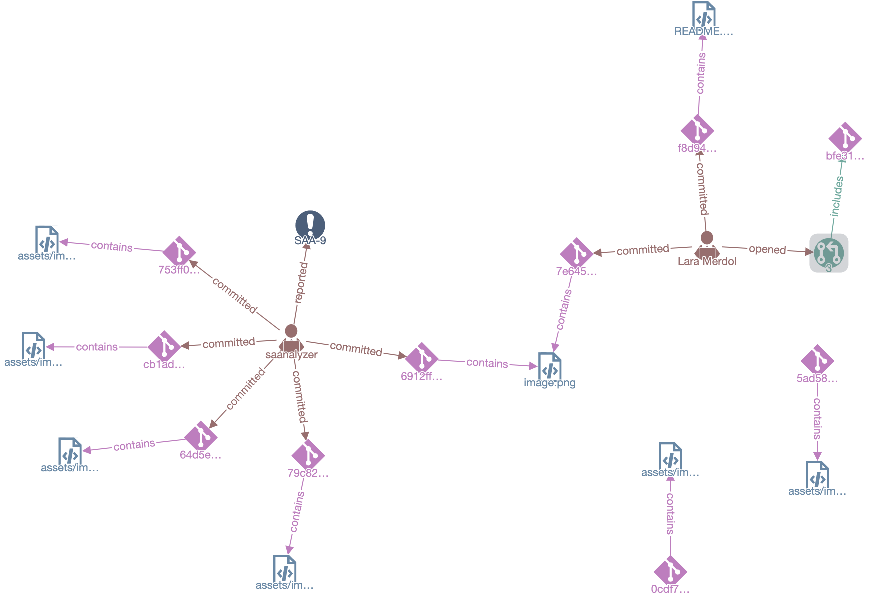 README....
contains
f8d94...
bfe31...
committed
includes
SAA-9
assets/im...
contains
753ff0...
reported
committed
7e645...
committed
Lara Merdol
opened
3
contains
assets/im...
contains
cb1ad...
committed
saanalyzer
committed
6912ff...
contains
image.png
5ad58...
contains
committed
committed
assets/im...
contains
64d5e...
79c82...
assets/im...
assets/im...
contains
contains
assets/im...
0cdf7...